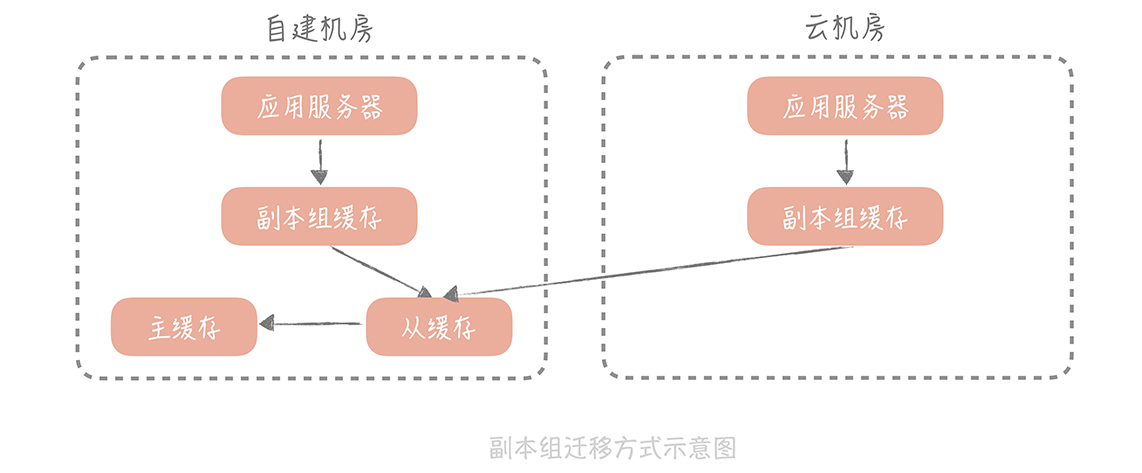 自建机房
云机房
应用服务器
应用服务器
副本组缓存
副本组缓存
主缓存
从缓存
副本组迁移方式示意图